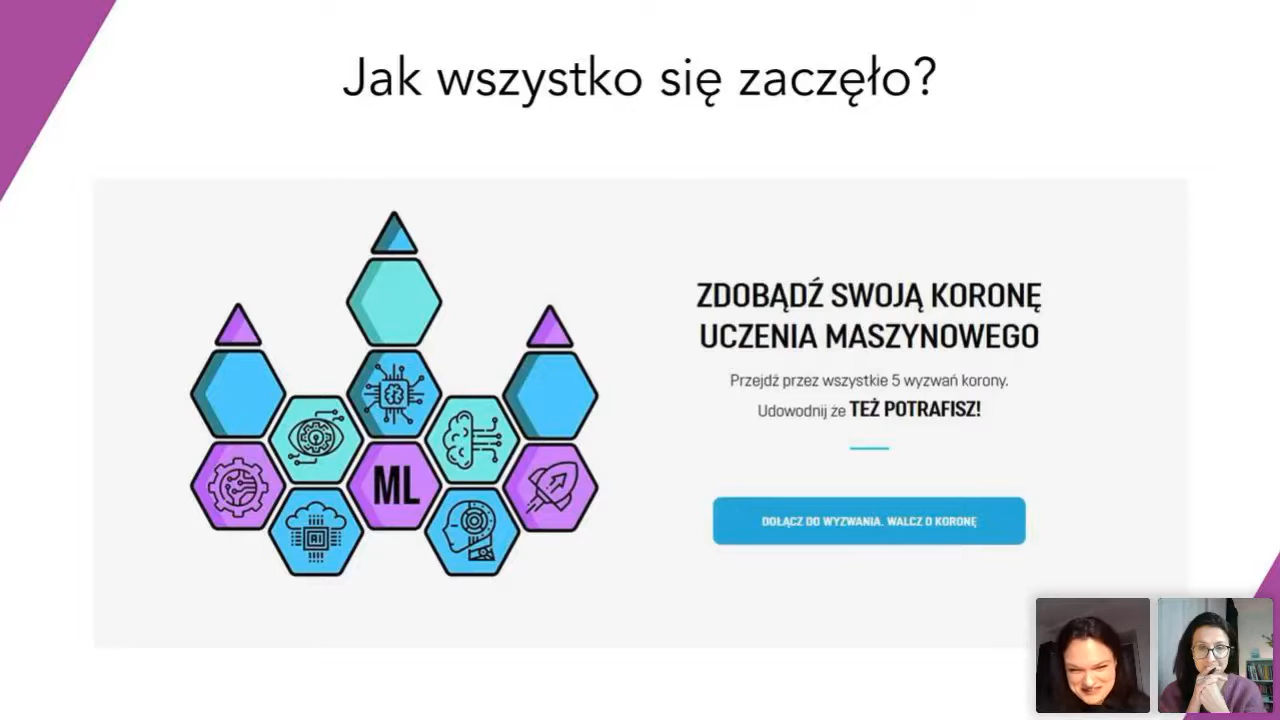 Jak wszystko się zaczęło?
ML
AI
ZDOBĄDŹ SWOJĄ KORONĘ
UCZENIA MASZYNOWEGO
Przejdź przez wszystkie 5 wyzwań korony.
Udowodnij że TEŻ POTRAFISZ!
DOŁĄCZ DO WYZWANIA. WALCZ O KORONĘ